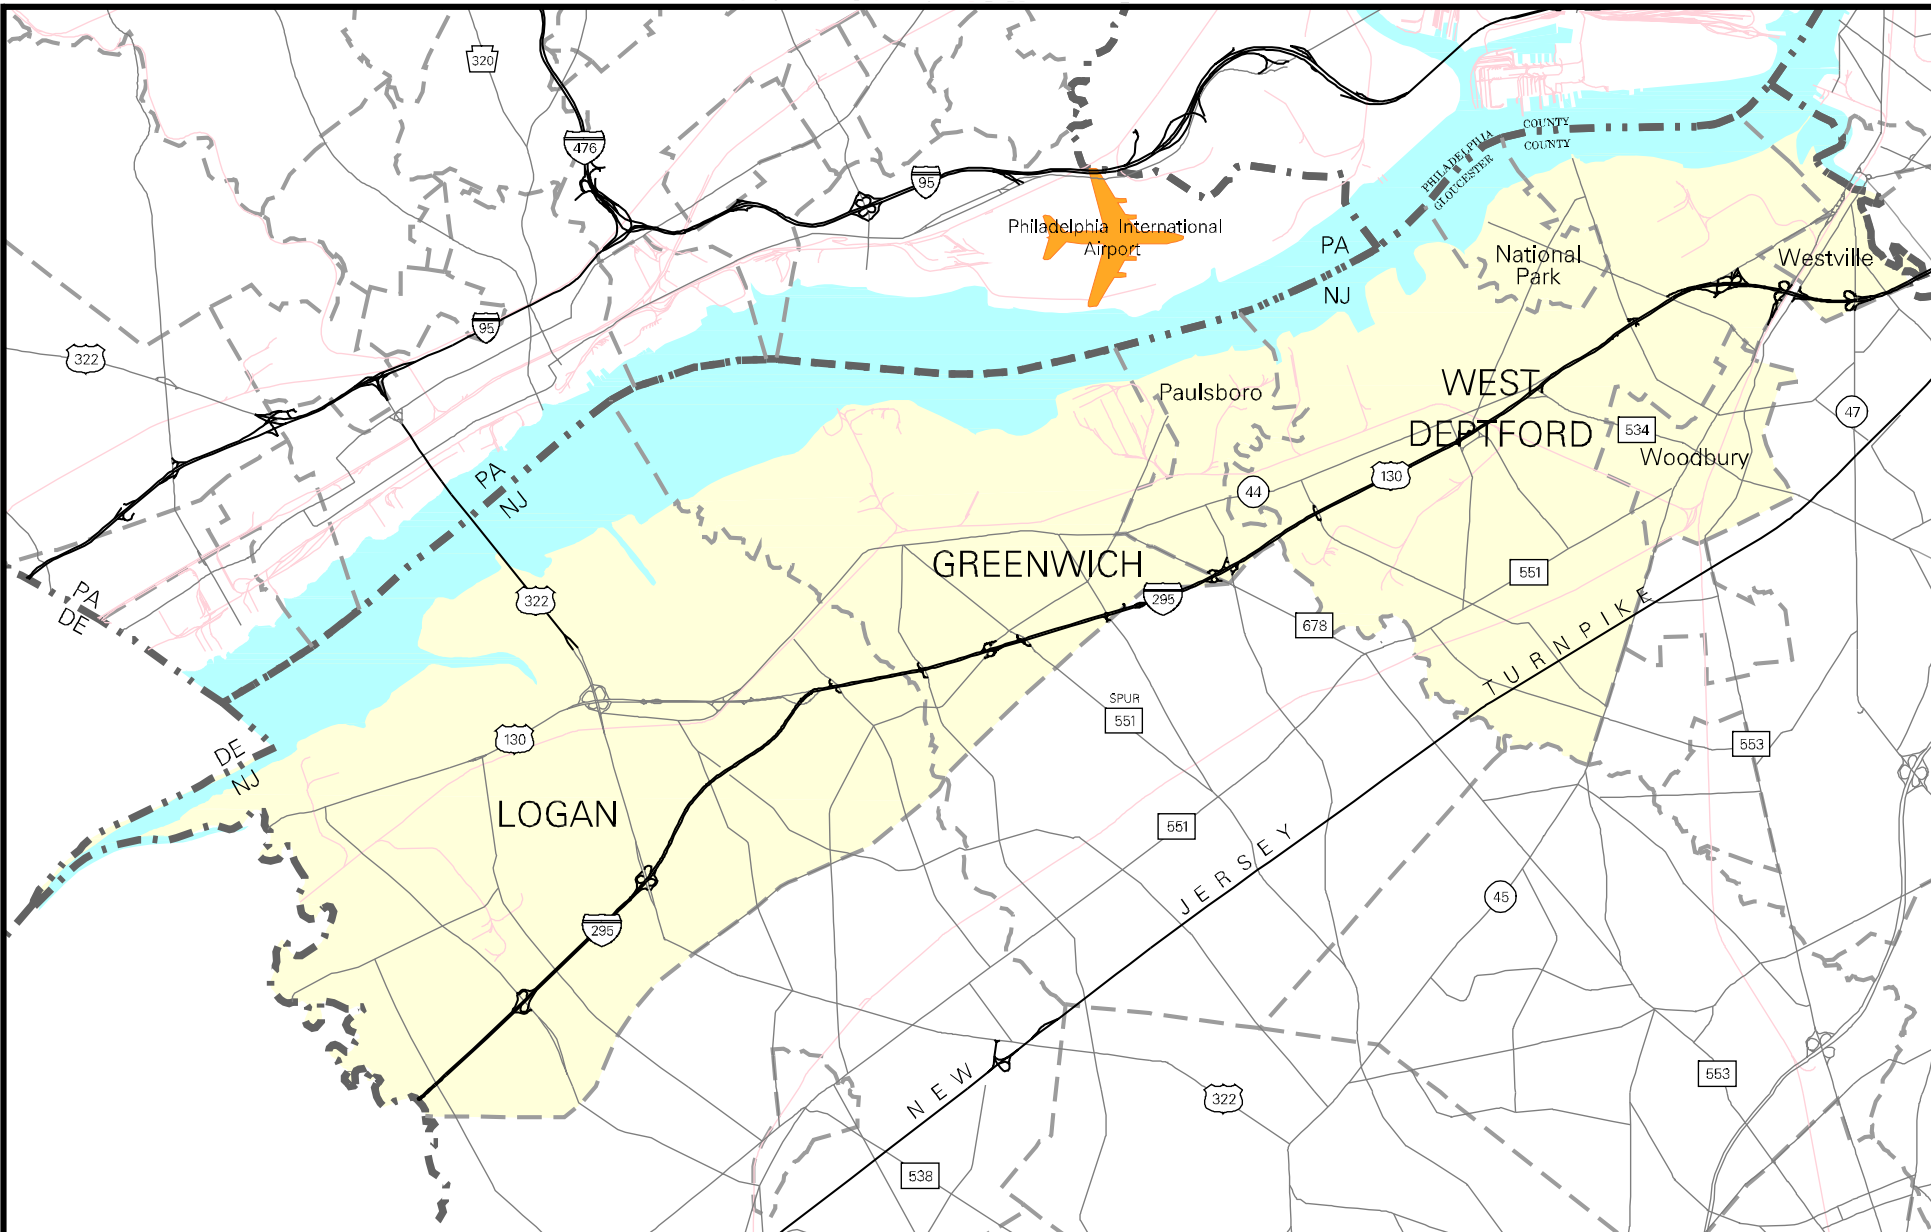 320
476
95
COUNTY
COUNTY
PHILADELPHIA
GLOUCESTER
Philadelphia International
Airport
PA
NJ
National
Park
Westville
95
322
Paulsboro
WEST
DEPTFORD
47
534
Woodbury
PA
NJ
130
44
GREENWICH
551
PA
DE
322
295
678
TURNPIKE
SPUR
551
130
DE
NJ
553
LOGAN
551
JERSEY
45
295
NEW
553
322
538